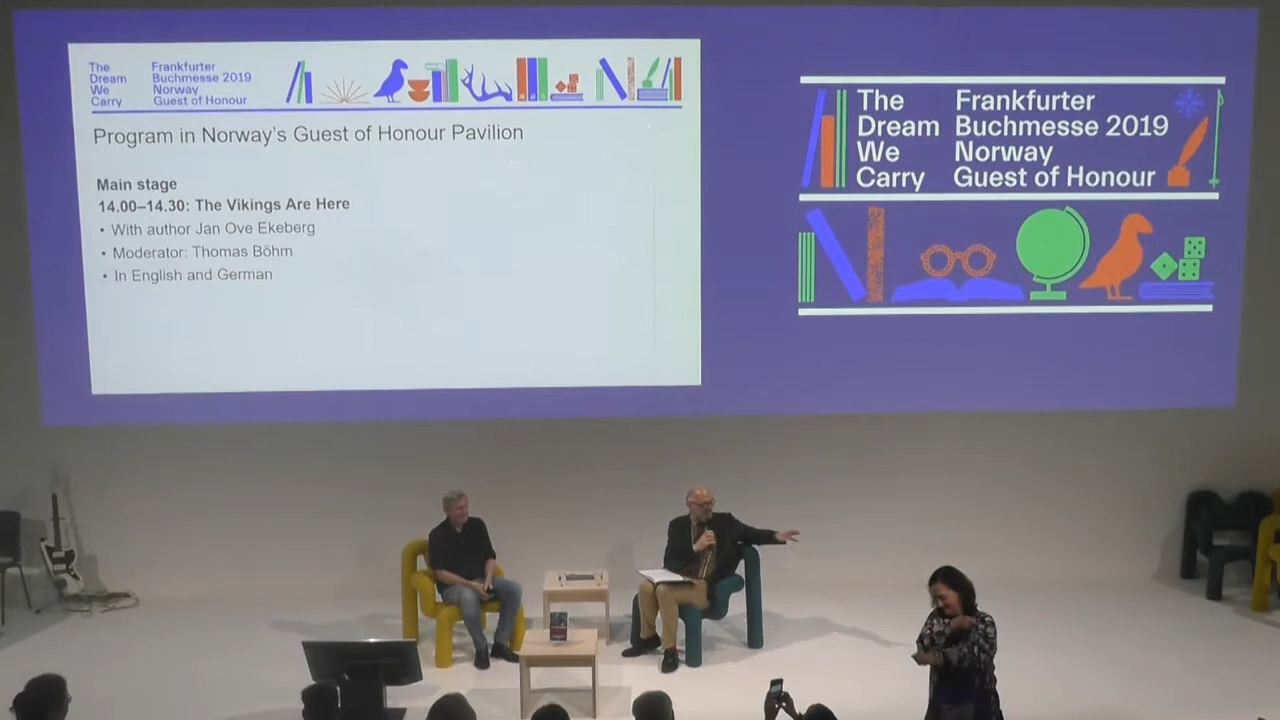 The
Dream
We
Carry
Frankfurter
Buchmesse 2019
Norway
Guest of Honour
Program in Norway's Guest of Honour Pavilion
Main stage
14.00–14.30: The Vikings Are Here
• With author Jan Ove Ekeberg
• Moderator: Thomas Böhm
• In English and German
The
Dream
We
Carry
Frankfurter
Buchmesse 2019
Norway
Guest of Honour